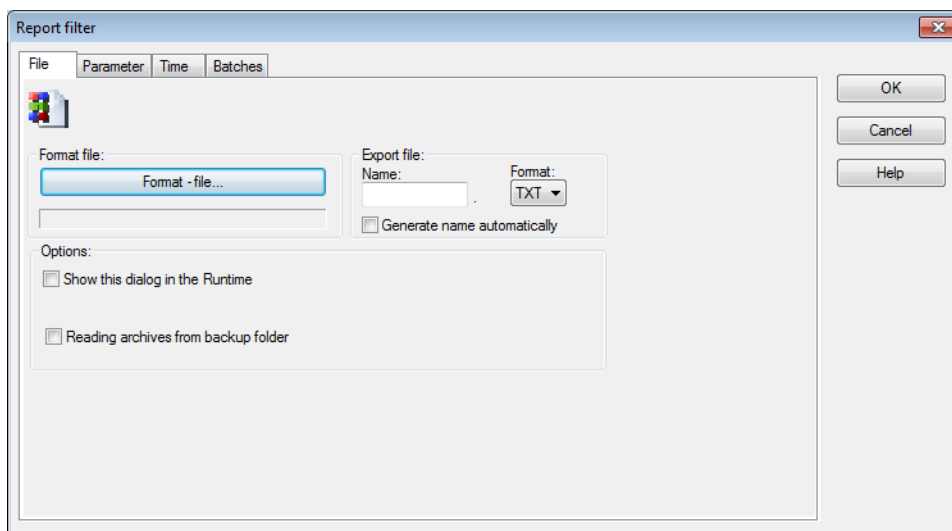 Report filter
File Parameter Time Batches
OK
Cancel
Help
Format file:
Format - file...
Export file:
Name: Format:
. TXT
Generate name automatically
Options:
Show this dialog in the Runtime
Reading archives from backup folder